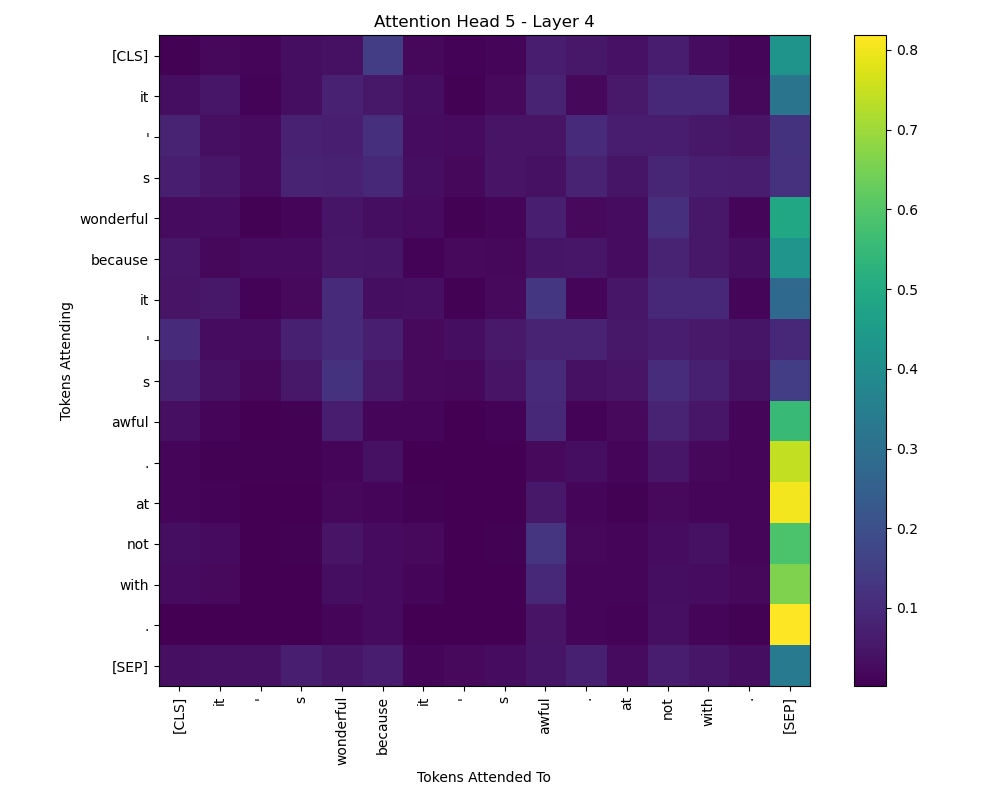 Attention Head 5 - Layer 4
Tokens Attending
[CLS]
it
'
s
wonderful
because
it
'
s
awful
.
at
not
with
.
[SEP]
[CLS]
it
'
s
wonderful
because
it
'
s
awful
.
at
not
with
.
[SEP]
Tokens Attended To
0.8
0.7
0.6
0.5
0.4
0.3
0.2
0.1